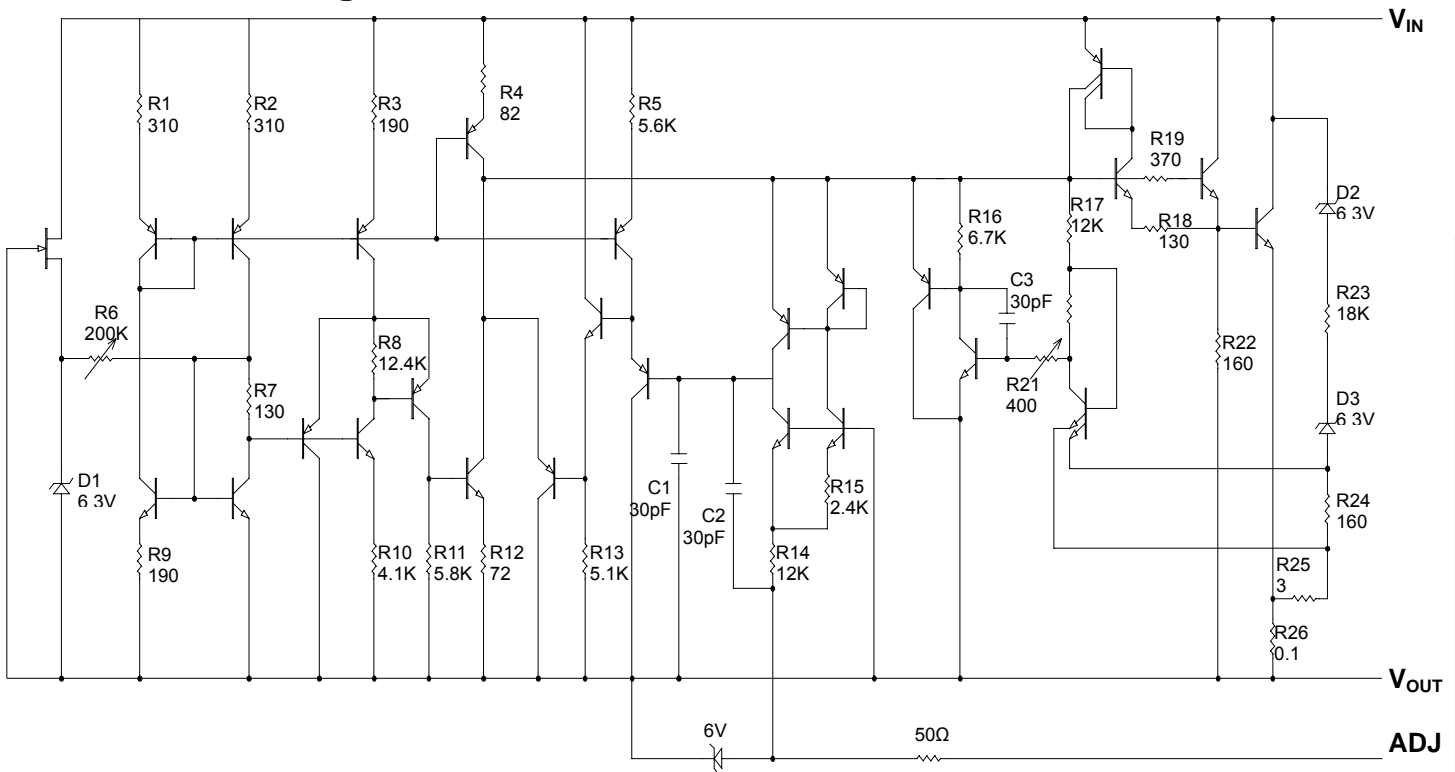 V_IN
R1
310
R2
310
R3
190
R4
82
R5
5.6K
R19
370
R16
6.7K
R17
12K
R18
130
D2
6.3V
C3
30pF
R23
18K
R6
200K
R8
12.4K
R22
160
R7
130
R21
400
D3
6.3V
D1
6.3V
C1
30pF
C2
30pF
R15
2.4K
R24
160
R9
190
R10
4.1K
R11
5.8K
R12
72
R13
5.1K
R14
12K
R25
3
R26
0.1
V_OUT
6V
50Ω
ADJ